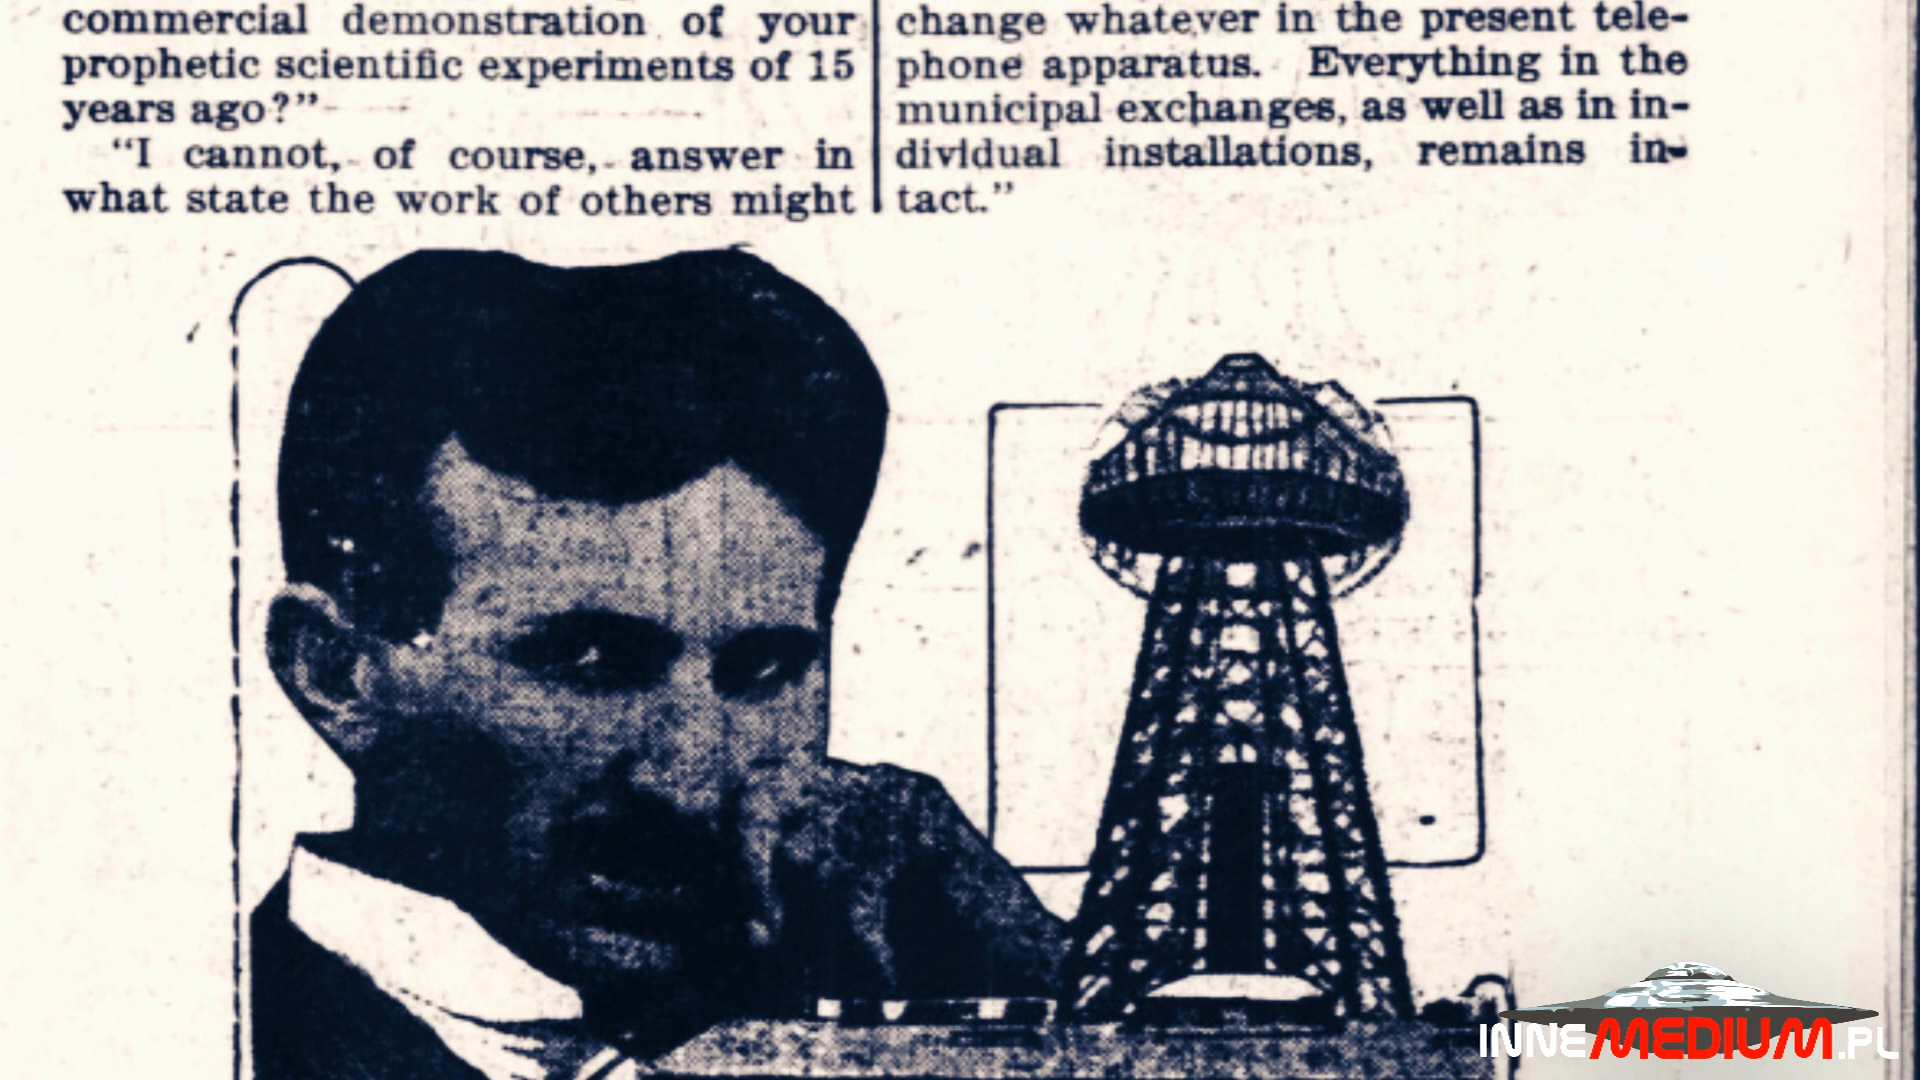 commercial demonstration of your
prophetic scientific experiments of 15
years ago?”
“I cannot, of course, answer in
what state the work of others might
change whatever in the present tele-
phone apparatus. Everything in the
municipal exchanges, as well as in in-
dividual installations, remains in-
tact.”
INNEMEDIUM.PL